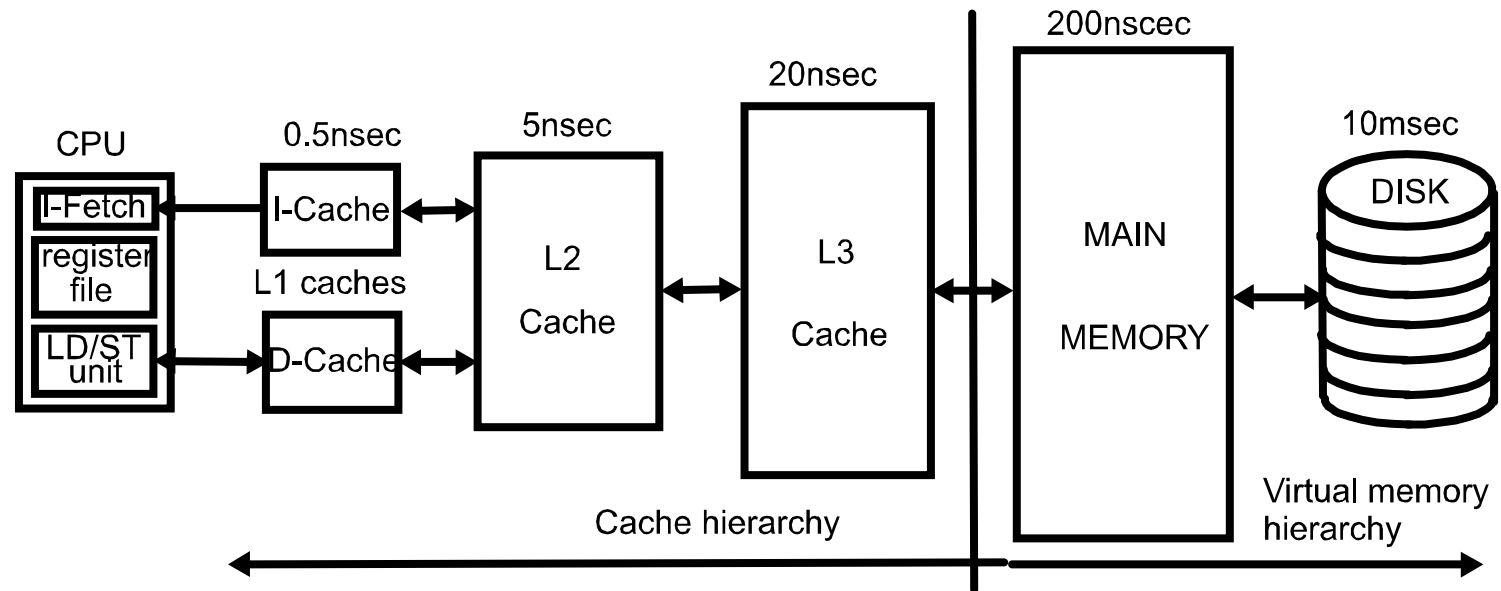 CPU
I-Fetch
register
file
LD/ST
unit
0.5nsec
I-Cache
L1 caches
D-Cache
5nsec
L2
Cache
20nsec
L3
Cache
200nscec
MAIN
MEMORY
10msec
DISK
Cache hierarchy
Virtual memory
hierarchy